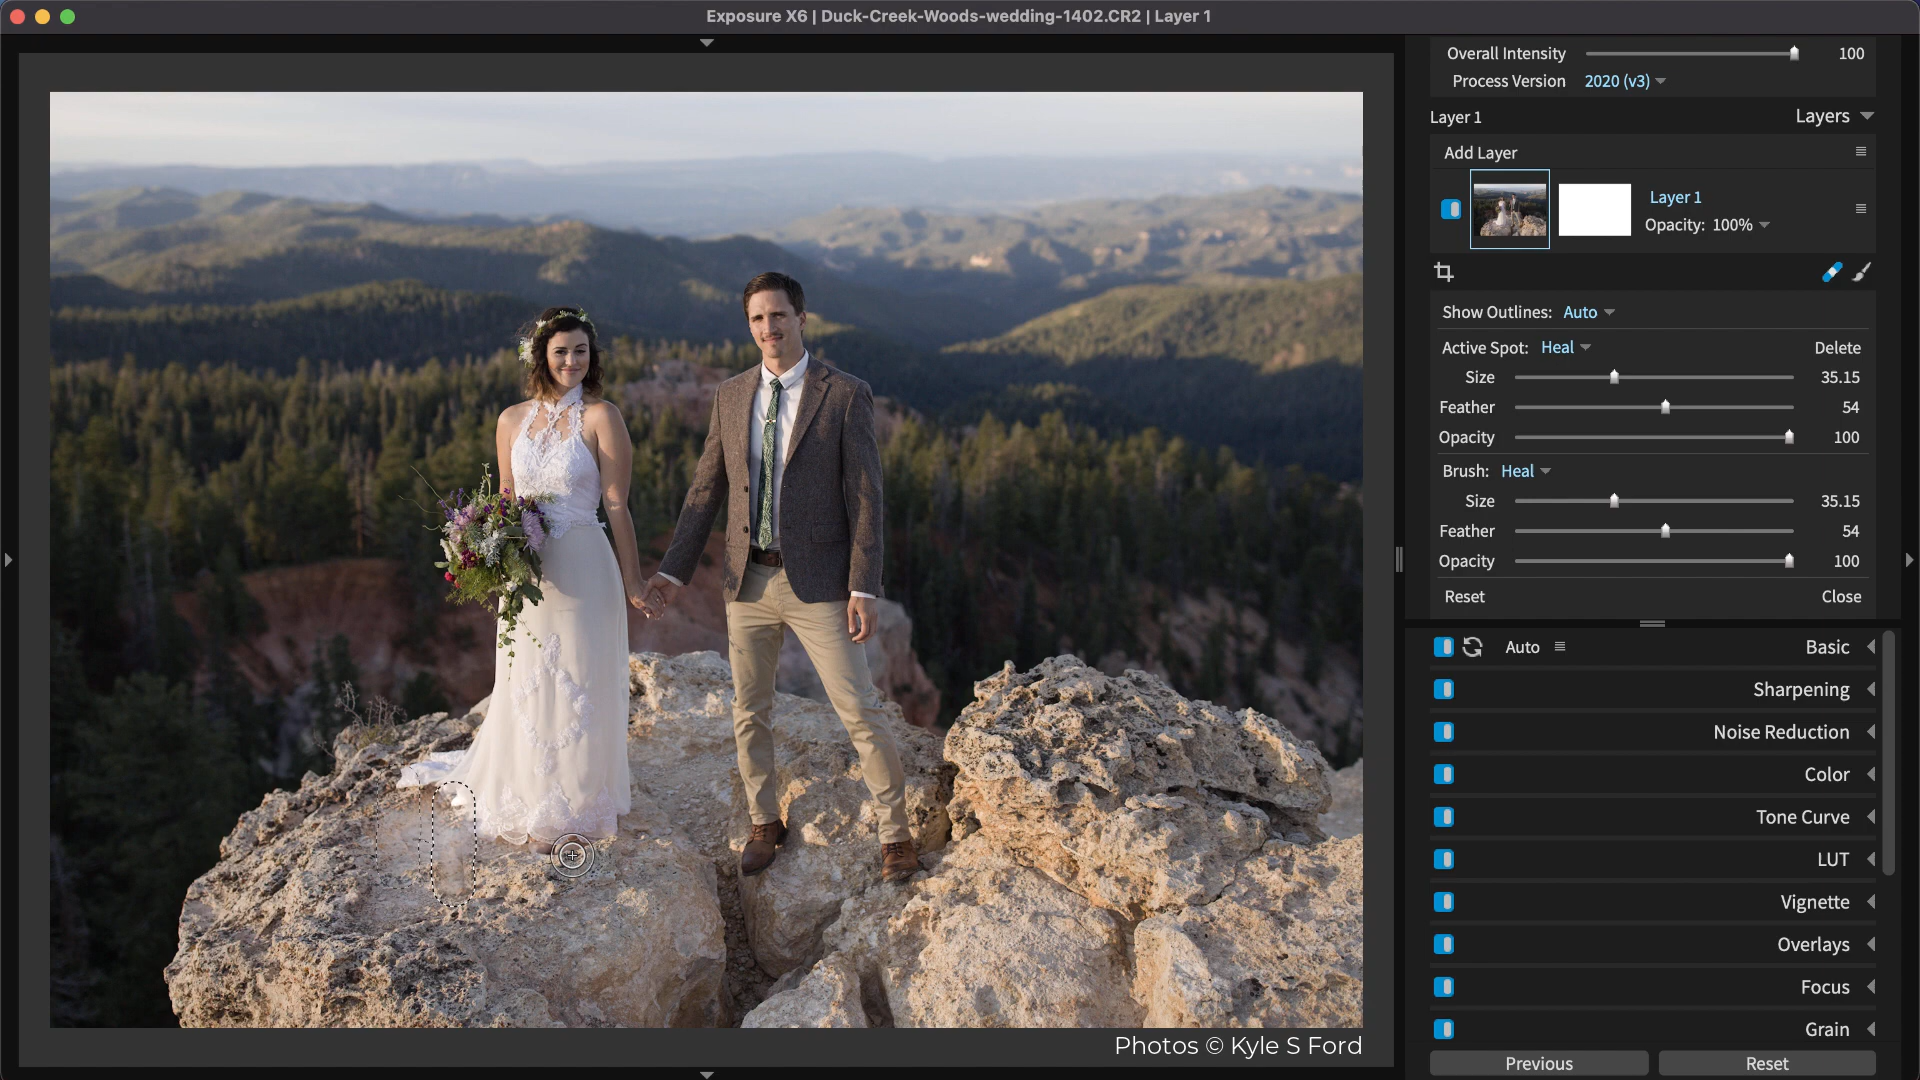 Exposure X6 | Duck-Creek-Woods-wedding-1402.CR2 | Layer 1
Overall Intensity 100
Process Version 2020 (v3)
Layer 1 Layers
Add Layer
Layer 1
Opacity: 100%
Show Outlines: Auto
Active Spot: Heal Delete
Size 35.15
Feather 54
Opacity 100
Brush: Heal
Size 35.15
Feather 54
Opacity 100
Reset Close
Auto Basic
Sharpening
Noise Reduction
Color
Tone Curve
LUT
Vignette
Overlays
Focus
Grain
Previous Reset
Photos © Kyle S Ford